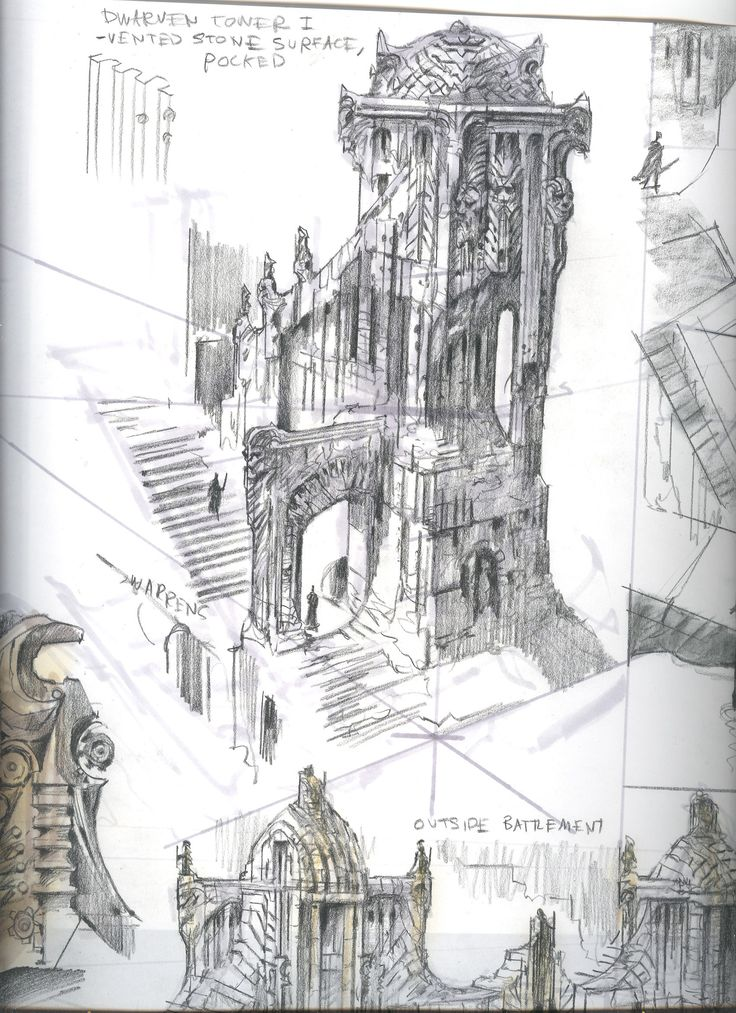 DWARVEN TOWER I
-VENTED STONE SURFACE,
POCKED
WARRENS
OUTSIDE BATTLEMENT